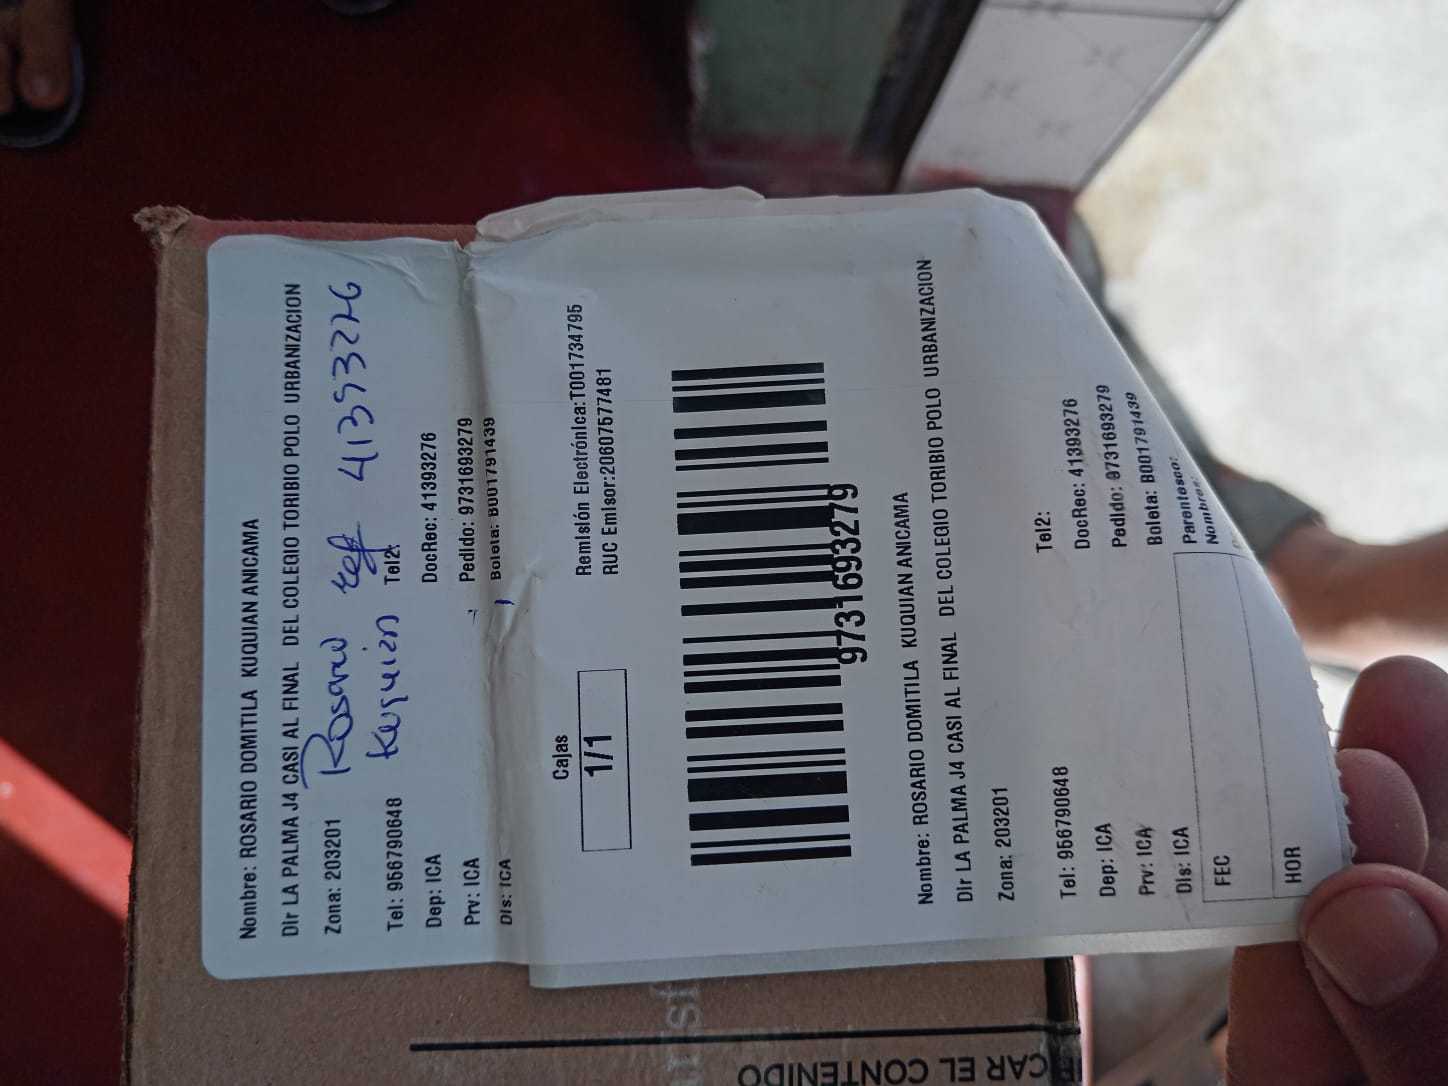 Nombre: ROSARIO DOMITILA KUQUIAN ANICAMA
Dir LA PALMA J4 CASI AL FINAL DEL COLEGIO TORIBIO POLO URBANIZACION
Zona: 203201
Rosario
41393276
Kuquian
Tel: 956790648 Tel2:
Dep: ICA DocRec: 41393276
Prv: ICA Pedido: 9731693279
Dis: ICA Boleta: B001791439
Cajas
1/1
Remisión Electrónica:T001734795
RUC Emisor:20607577481
9731693279
Nombre: ROSARIO DOMITILA KUQUIAN ANICAMA
Dir LA PALMA J4 CASI AL FINAL DEL COLEGIO TORIBIO POLO URBANIZACION
Zona: 203201
Tel: 956790648 Tel2:
Dep: ICA DocRec: 41393276
Prv: ICA Pedido: 9731693279
Dis: ICA Boleta: B001791439
Parentesco:
Nombres:
FEC
HOR
CAR EL CONTENIDO